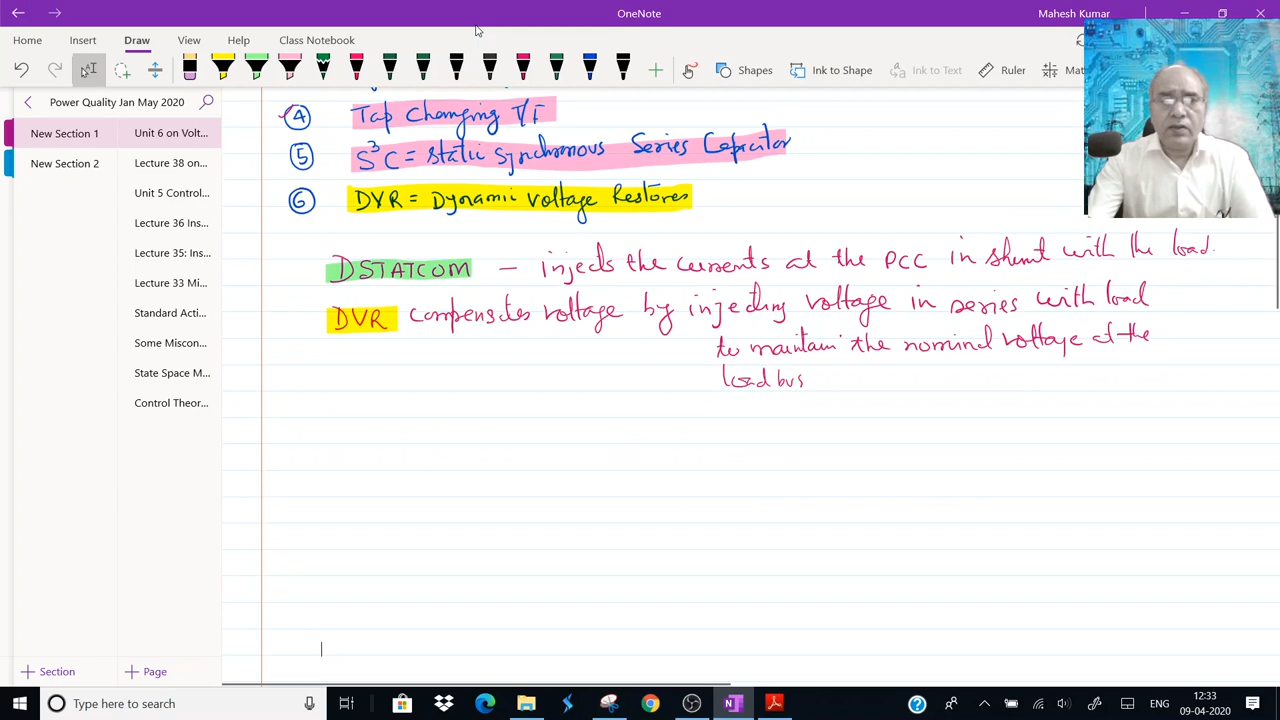 OneNote
Mahesh Kumar
Home Insert Draw View Help Class Notebook
Shapes Ink to Shape Ink to Text Ruler Mat
Power Quality Jan May 2020
New Section 1
New Section 2
Unit 6 on Volt...
Lecture 38 on...
Unit 5 Control...
Lecture 36 Ins...
Lecture 35: Ins...
Lecture 33 Mi...
Standard Acti...
Some Miscon...
State Space M...
Control Theor...
④ Tap Changing T/F
⑤ S³C = Static Synchronous Series Capacitor
⑥ DVR = Dynamic Voltage Restorer
DSTATCOM – injects the currents at the PCC in shunt with the load.
DVR compensates voltage by injecting voltage in series with load
to maintain the nominal voltage at the
load bus
+ Section + Page
Type here to search
ENG
12:33
09-04-2020